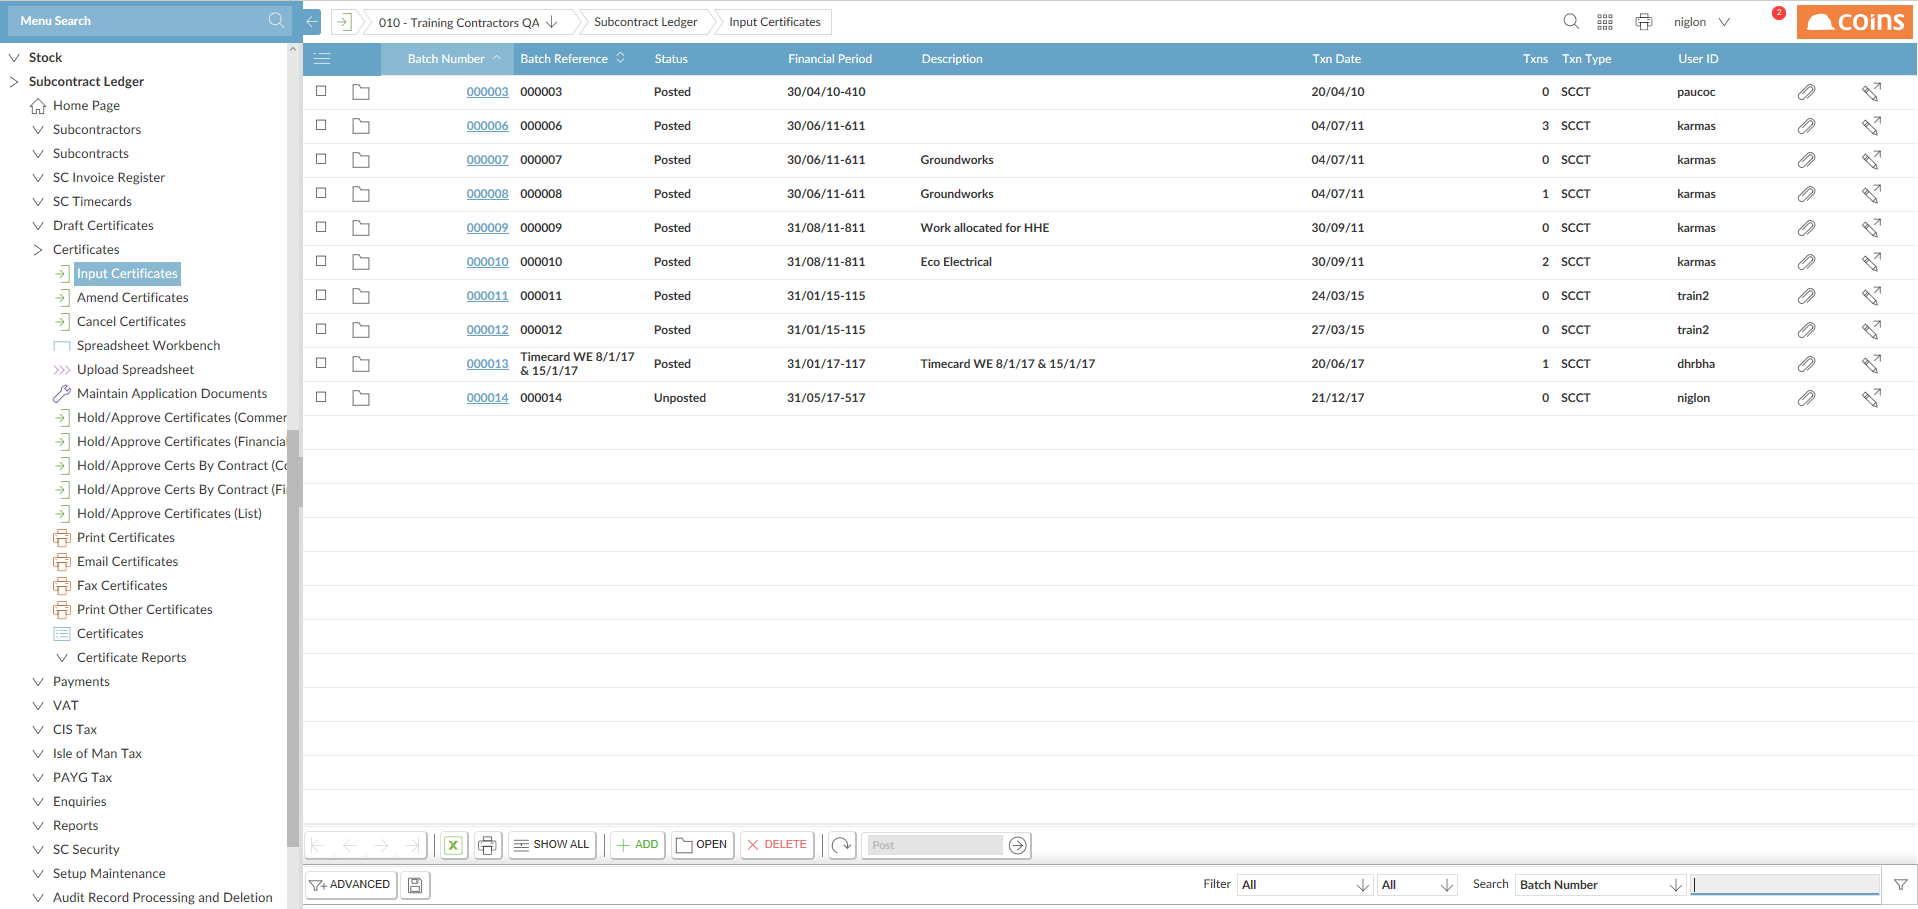 Menu Search
010 - Training Contractors QA
Subcontract Ledger
Input Certificates
niglon
2
coins
Stock
Subcontract Ledger
Home Page
Subcontractors
Subcontracts
SC Invoice Register
SC Timecards
Draft Certificates
Certificates
Input Certificates
Amend Certificates
Cancel Certificates
Spreadsheet Workbench
Upload Spreadsheet
Maintain Application Documents
Hold/Approve Certificates (Commer
Hold/Approve Certificates (Financia
Hold/Approve Certs By Contract (Co
Hold/Approve Certs By Contract (Fi
Hold/Approve Certificates (List)
Print Certificates
Email Certificates
Fax Certificates
Print Other Certificates
Certificates
Certificate Reports
Payments
VAT
CIS Tax
Isle of Man Tax
PAYG Tax
Enquiries
Reports
SC Security
Setup Maintenance
Audit Record Processing and Deletion
Batch Number Batch Reference Status Financial Period Description Txn Date Txns Txn Type User ID
000003 000003 Posted 30/04/10-410 20/04/10 0 SCCT paucoc
000006 000006 Posted 30/06/11-611 04/07/11 3 SCCT karmas
000007 000007 Posted 30/06/11-611 Groundworks 04/07/11 0 SCCT karmas
000008 000008 Posted 30/06/11-611 Groundworks 04/07/11 1 SCCT karmas
000009 000009 Posted 31/08/11-811 Work allocated for HHE 30/09/11 0 SCCT karmas
000010 000010 Posted 31/08/11-811 Eco Electrical 30/09/11 2 SCCT karmas
000011 000011 Posted 31/01/15-115 24/03/15 0 SCCT train2
000012 000012 Posted 31/01/15-115 27/03/15 0 SCCT train2
Timecard WE 8/1/17
000013 & 15/1/17 Posted 31/01/17-117 Timecard WE 8/1/17 & 15/1/17 20/06/17 1 SCCT dhrbha
000014 000014 Unposted 31/05/17-517 21/12/17 0 SCCT niglon
SHOW ALL ADD OPEN DELETE Post
ADVANCED Filter All All Search Batch Number